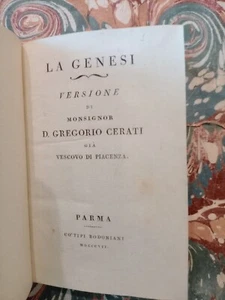 LA GENESI
VERSIONE
DI
MONSIGNOR
D. GREGORIO CERATI
GIÀ
VESCOVO DI PIACENZA.
PARMA
CO'TIPI BODONIANI